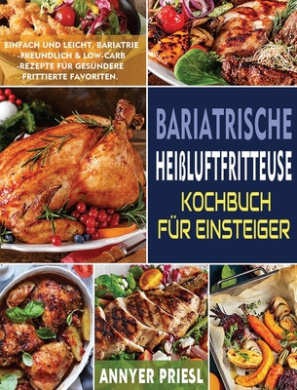 EINFACH UND LEICHT, BARIATRIE
-FREUNDLICH & LOW-CARB
-REZEPTE FÜR GESÜNDERE
FRITTIERTE FAVORITEN.
BARIATRISCHE
HEIßLUFTFRITTEUSE
KOCHBUCH
FÜR EINSTEIGER
ANNYER PRIESL